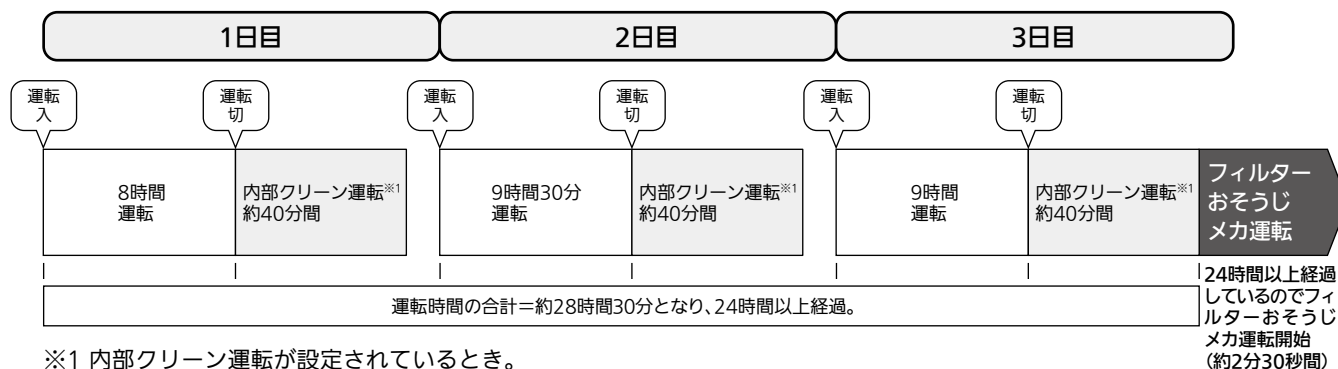 1日目
2日目
3日目
運転
入
運転
切
運転
入
運転
切
運転
入
運転
切
8時間
運転
内部クリーン運転※1
約40分間
9時間30分
運転
内部クリーン運転※1
約40分間
9時間
運転
内部クリーン運転※1
約40分間
フィルター
おそうじ
メカ運転
運転時間の合計＝約28時間30分となり、24時間以上経過。
24時間以上経過
しているのでフィ
ルターおそうじ
メカ運転開始
（約2分30秒間）
※1 内部クリーン運転が設定されているとき。